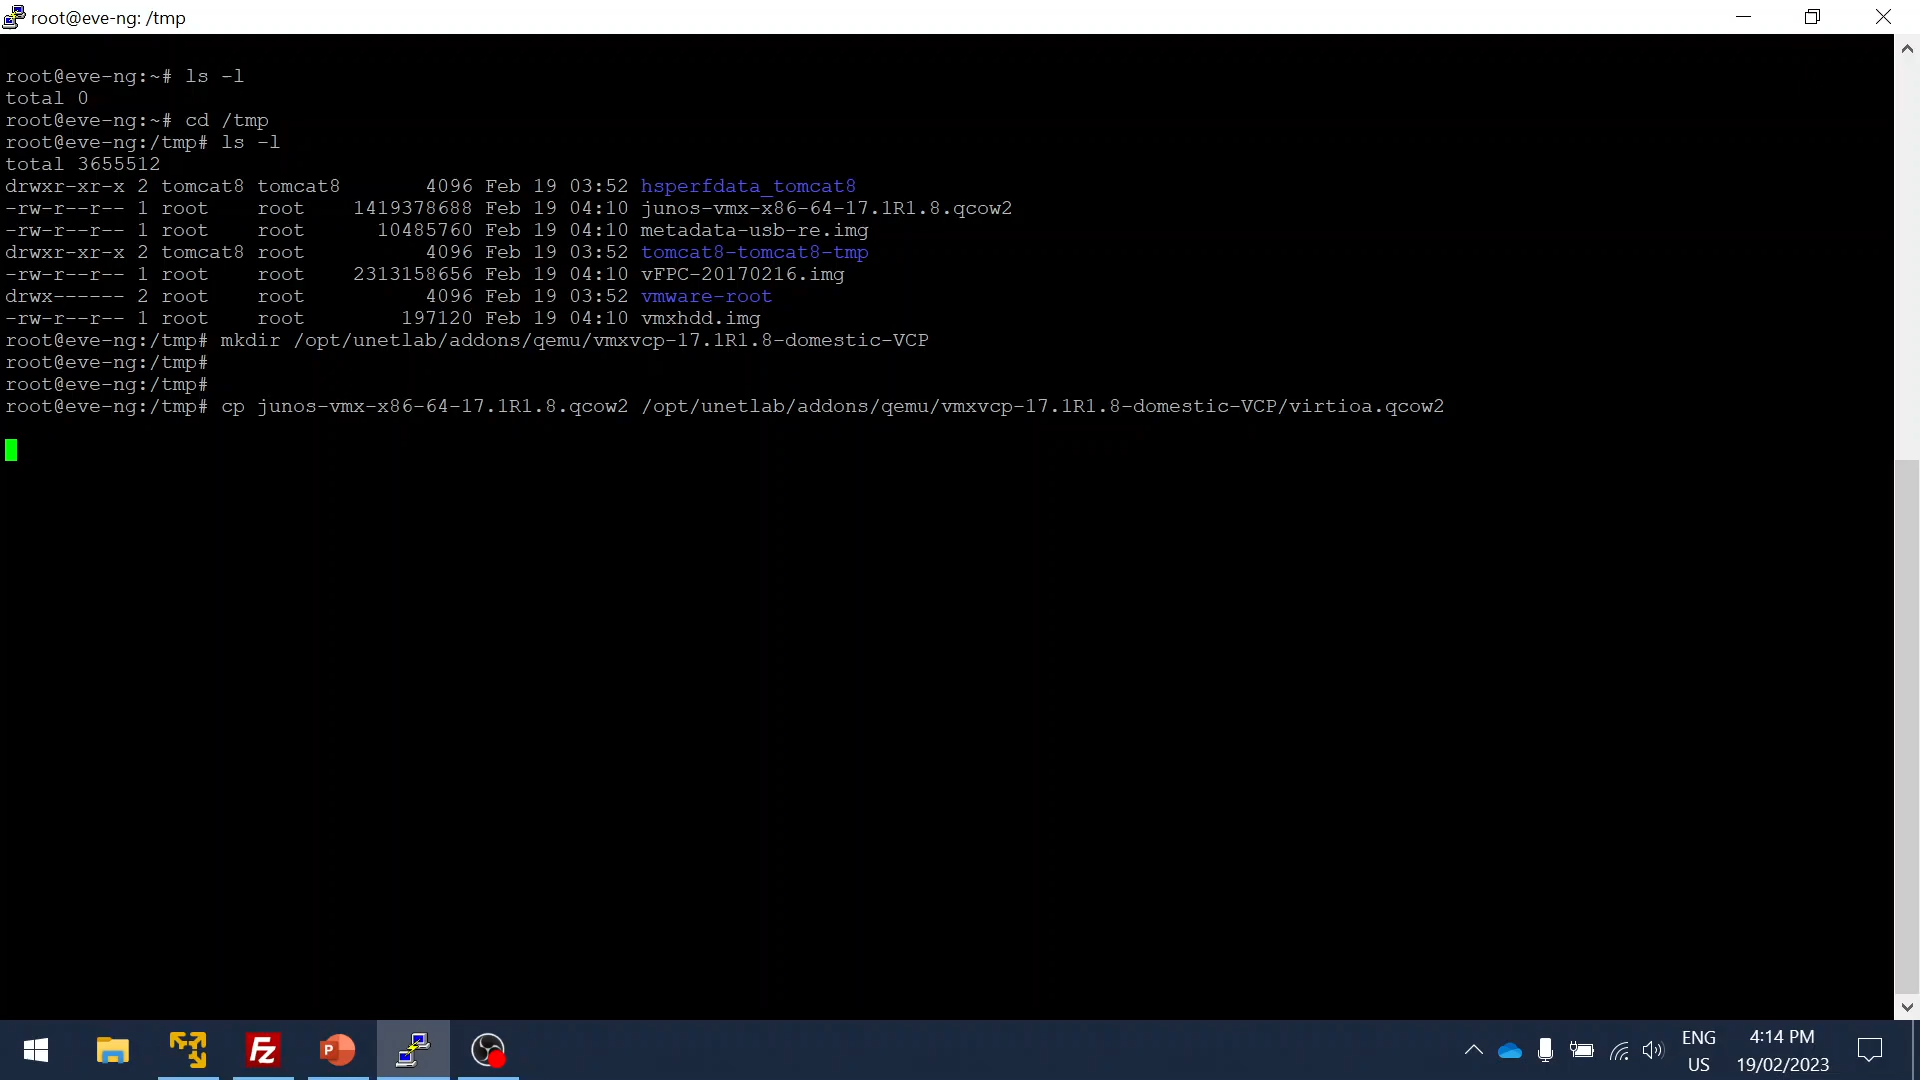 root@eve-ng: /tmp
root@eve-ng:~# ls -l
total 0
root@eve-ng:~# cd /tmp
root@eve-ng:/tmp# ls -l
total 3655512
drwxr-xr-x 2 tomcat8 tomcat8       4096 Feb 19 03:52 hsperfdata_tomcat8
-rw-r--r-- 1 root    root    1419378688 Feb 19 04:10 junos-vmx-x86-64-17.1R1.8.qcow2
-rw-r--r-- 1 root    root      10485760 Feb 19 04:10 metadata-usb-re.img
drwxr-xr-x 2 tomcat8 root          4096 Feb 19 03:52 tomcat8-tomcat8-tmp
-rw-r--r-- 1 root    root    2313158656 Feb 19 04:10 vFPC-20170216.img
drwx------ 2 root    root          4096 Feb 19 03:52 vmware-root
-rw-r--r-- 1 root    root        197120 Feb 19 04:10 vmxhdd.img
root@eve-ng:/tmp# mkdir /opt/unetlab/addons/qemu/vmxvcp-17.1R1.8-domestic-VCP
root@eve-ng:/tmp#
root@eve-ng:/tmp#
root@eve-ng:/tmp# cp junos-vmx-x86-64-17.1R1.8.qcow2 /opt/unetlab/addons/qemu/vmxvcp-17.1R1.8-domestic-VCP/virtioa.qcow2
Fz
P
ENG
US
4:14 PM
19/02/2023